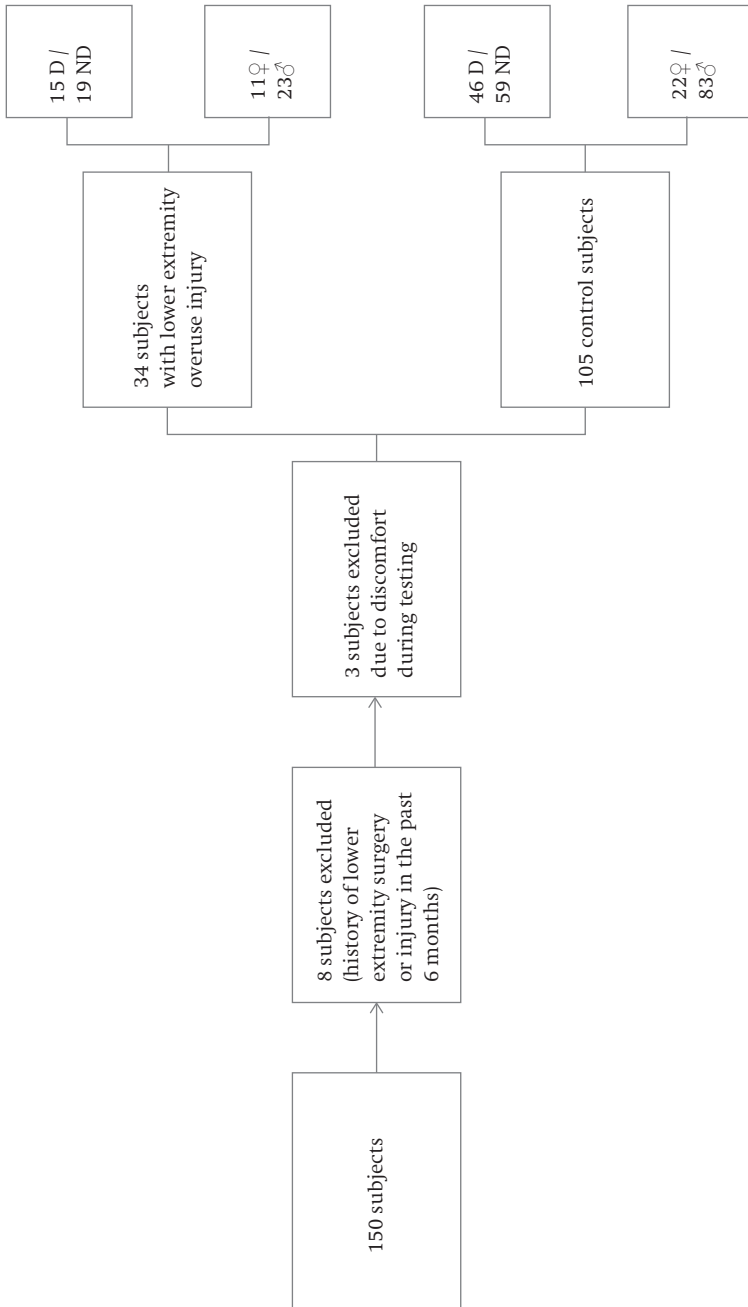 150 subjects
8 subjects excluded
(history of lower
extremity surgery
or injury in the past
6 months)
3 subjects excluded
due to discomfort
during testing
34 subjects
with lower extremity
overuse injury
15 D /
19 ND
11♀ /
23♂
105 control subjects
46 D /
59 ND
22♀ /
83♂